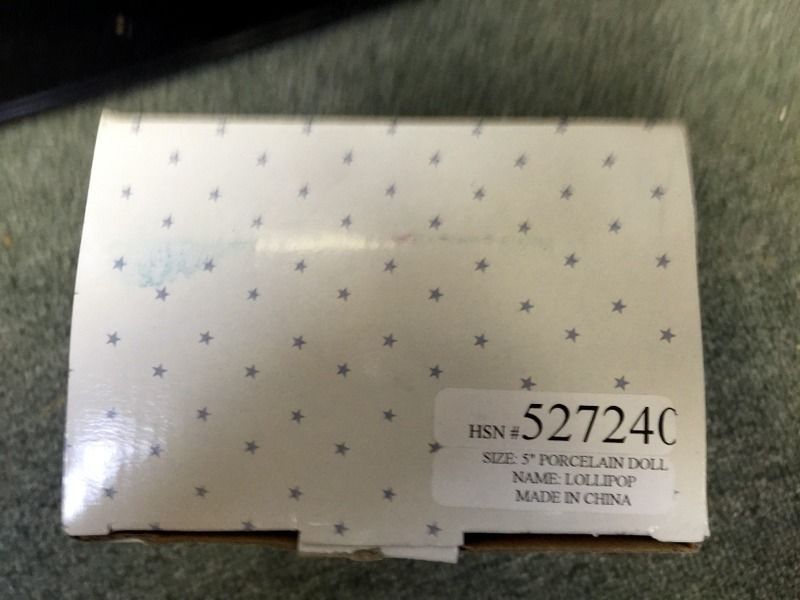 HSN #527240
SIZE: 5" PORCELAIN DOLL
NAME: LOLLIPOP
MADE IN CHINA